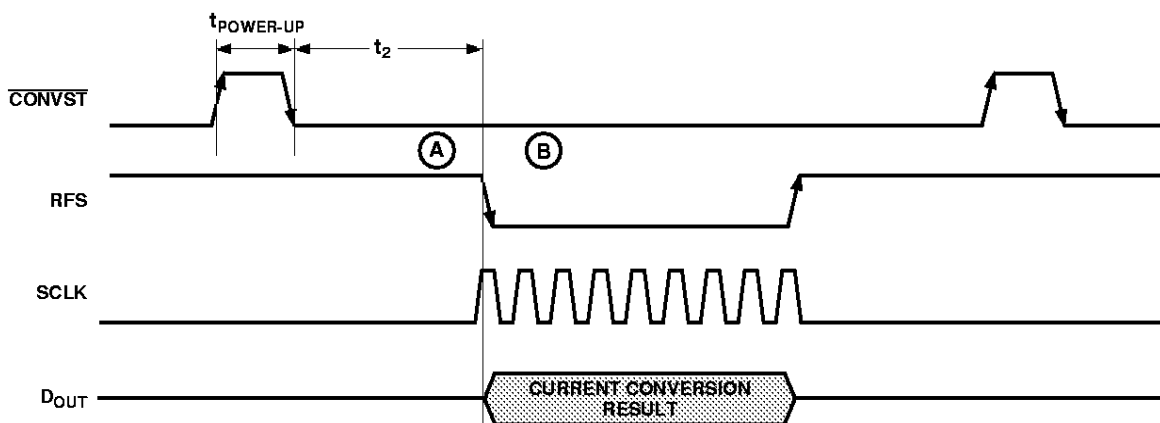 tPOWER-UP
t2
CONVST
A
B
RFS
SCLK
DOUT
CURRENT CONVERSION
RESULT